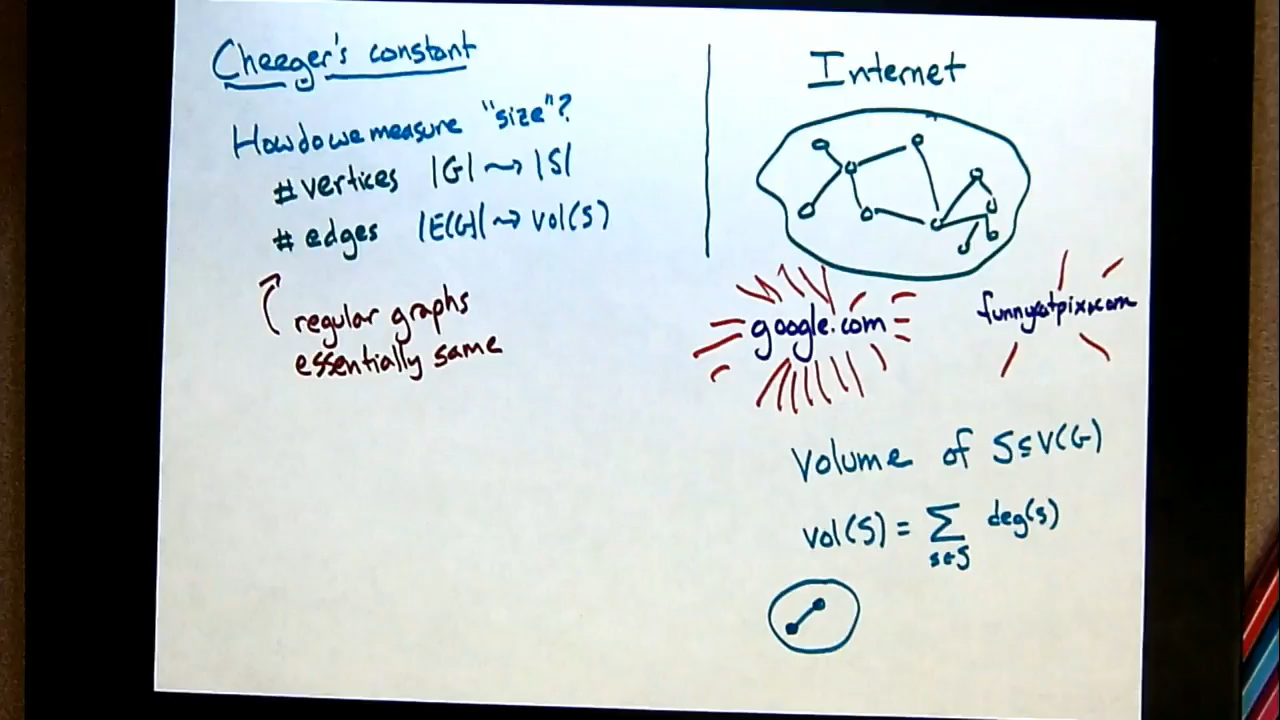 Cheeger's constant
How do we measure "size"?
# vertices |G| ⇝ |S|
# edges |E(G)| ⇝ vol(S)
regular graphs
essentially same
Internet
google.com
funnycatpix.com
Volume of S⊆V(G)
vol(S) = ∑ deg(s)
s∈S